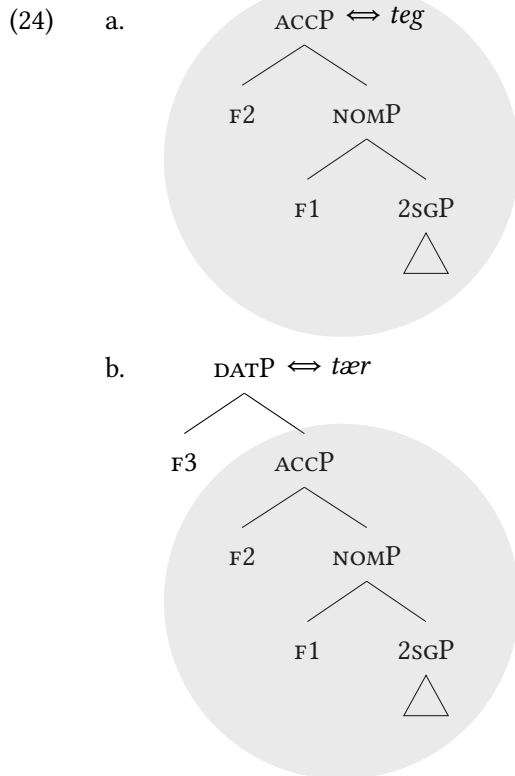 (24) a. ACCP ⇔ teg
F2 NOMP
F1 2SGP
b. DATP ⇔ tær
F3 ACCP
F2 NOMP
F1 2SGP